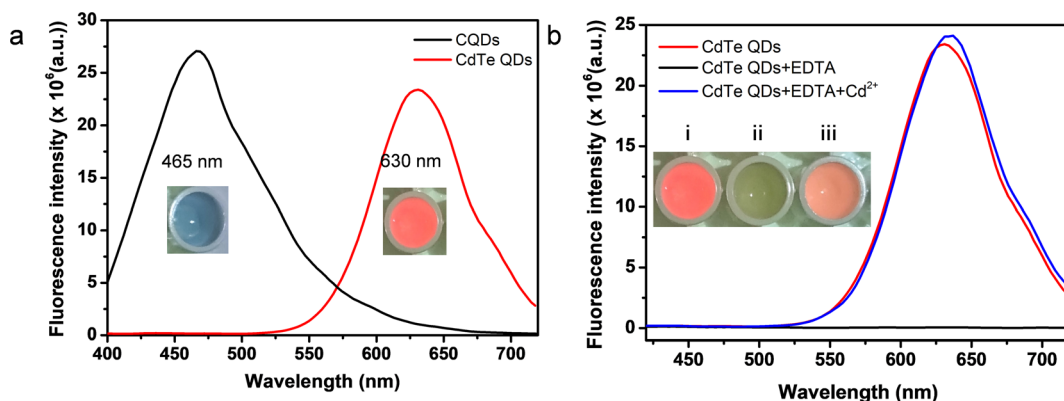 a
Fluorescence intensity (x 10⁶(a.u.)
30
25
20
15
10
5
0
CQDs
CdTe QDs
465 nm
630 nm
400 450 500 550 600 650 700
Wavelength (nm)
b
Fluorescence intensity (x 10⁶(a.u.)
25
20
15
10
5
0
CdTe QDs
CdTe QDs+EDTA
CdTe QDs+EDTA+Cd²⁺
i ii iii
450 500 550 600 650 700
Wavelength (nm)